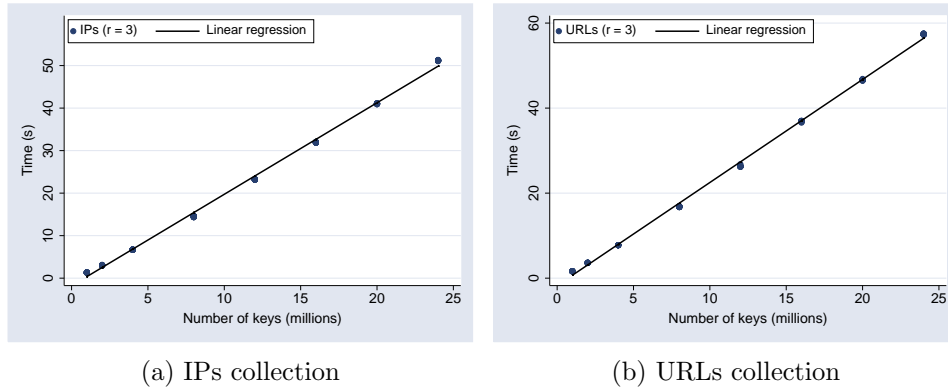 IPs (r = 3) Linear regression
50
40
30
20
10
0
Time (s)
0 5 10 15 20 25
Number of keys (millions)
(a) IPs collection
URLs (r = 3) Linear regression
60
40
20
0
Time (s)
0 5 10 15 20 25
Number of keys (millions)
(b) URLs collection